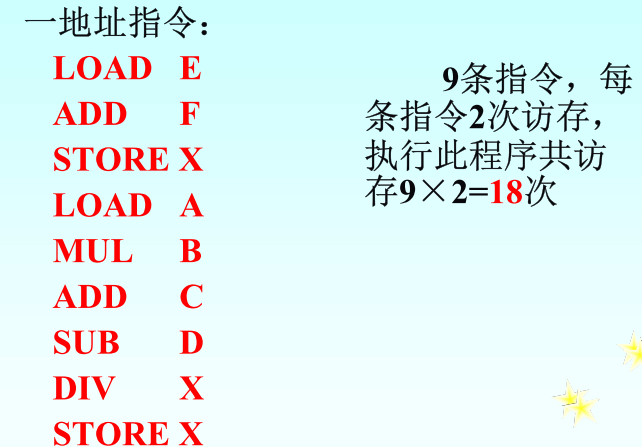 一地址指令：
LOAD E
ADD F
STORE X
LOAD A
MUL B
ADD C
SUB D
DIV X
STORE X
9条指令，每
条指令2次访存，
执行此程序共访
存9×2=18次